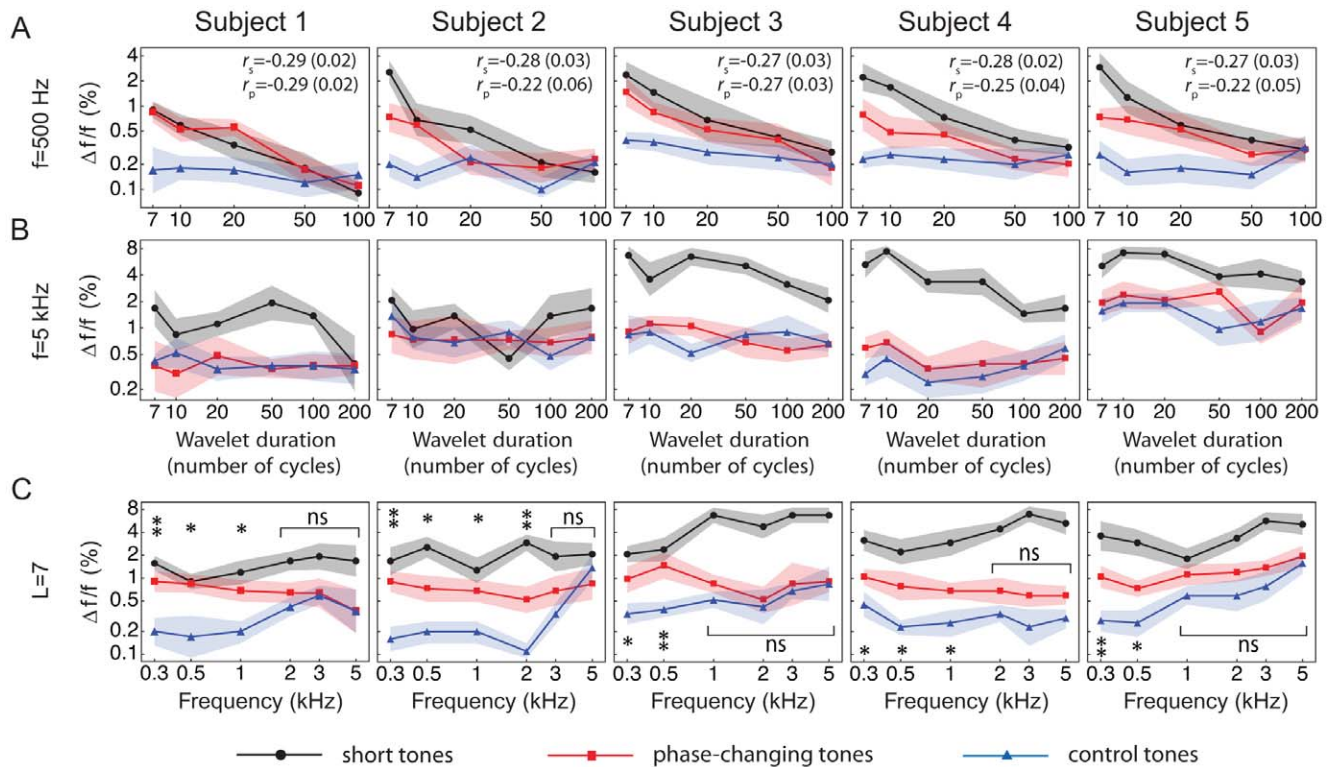 Subject 1 Subject 2 Subject 3 Subject 4 Subject 5
A
f=500 Hz
Δf/f (%)
4
2
1
0.5
0.2
0.1
rs=-0.29 (0.02)
rp=-0.29 (0.02)
rs=-0.28 (0.03)
rp=-0.22 (0.06)
rs=-0.27 (0.03)
rp=-0.27 (0.03)
rs=-0.28 (0.02)
rp=-0.25 (0.04)
rs=-0.27 (0.03)
rp=-0.22 (0.05)
7 10 20 50 100 7 10 20 50 100 7 10 20 50 100 7 10 20 50 100 7 10 20 50 100
B
f=5 kHz
Δf/f (%)
8
4
2
1
0.5
0.2
7 10 20 50 100 200 7 10 20 50 100 200 7 10 20 50 100 200 7 10 20 50 100 200 7 10 20 50 100 200
Wavelet duration Wavelet duration Wavelet duration Wavelet duration Wavelet duration
(number of cycles) (number of cycles) (number of cycles) (number of cycles) (number of cycles)
C
L=7
Δf/f (%)
8
4
2
1
0.5
0.2
0.1
** * * ns
** * * ** ns
* ** ns
* * * ns
** * ns
0.3 0.5 1 2 3 5 0.3 0.5 1 2 3 5 0.3 0.5 1 2 3 5 0.3 0.5 1 2 3 5 0.3 0.5 1 2 3 5
Frequency (kHz) Frequency (kHz) Frequency (kHz) Frequency (kHz) Frequency (kHz)
short tones phase-changing tones control tones